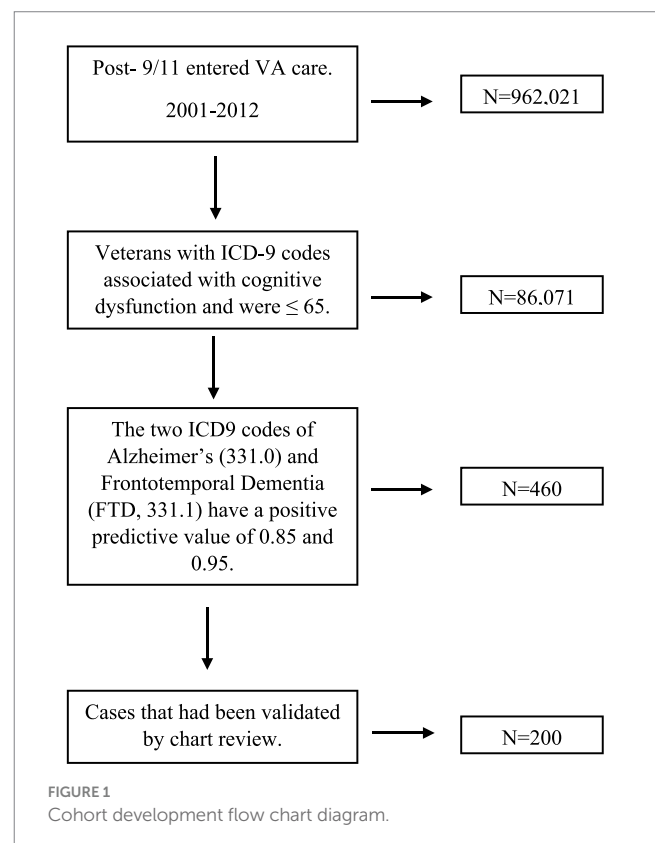 Post- 9/11 entered VA care.
2001-2012
N=962,021
Veterans with ICD-9 codes
associated with cognitive
dysfunction and were ≤ 65.
N=86,071
The two ICD9 codes of
Alzheimer's (331.0) and
Frontotemporal Dementia
(FTD, 331.1) have a positive
predictive value of 0.85 and
0.95.
N=460
Cases that had been validated
by chart review.
N=200
FIGURE 1
Cohort development flow chart diagram.